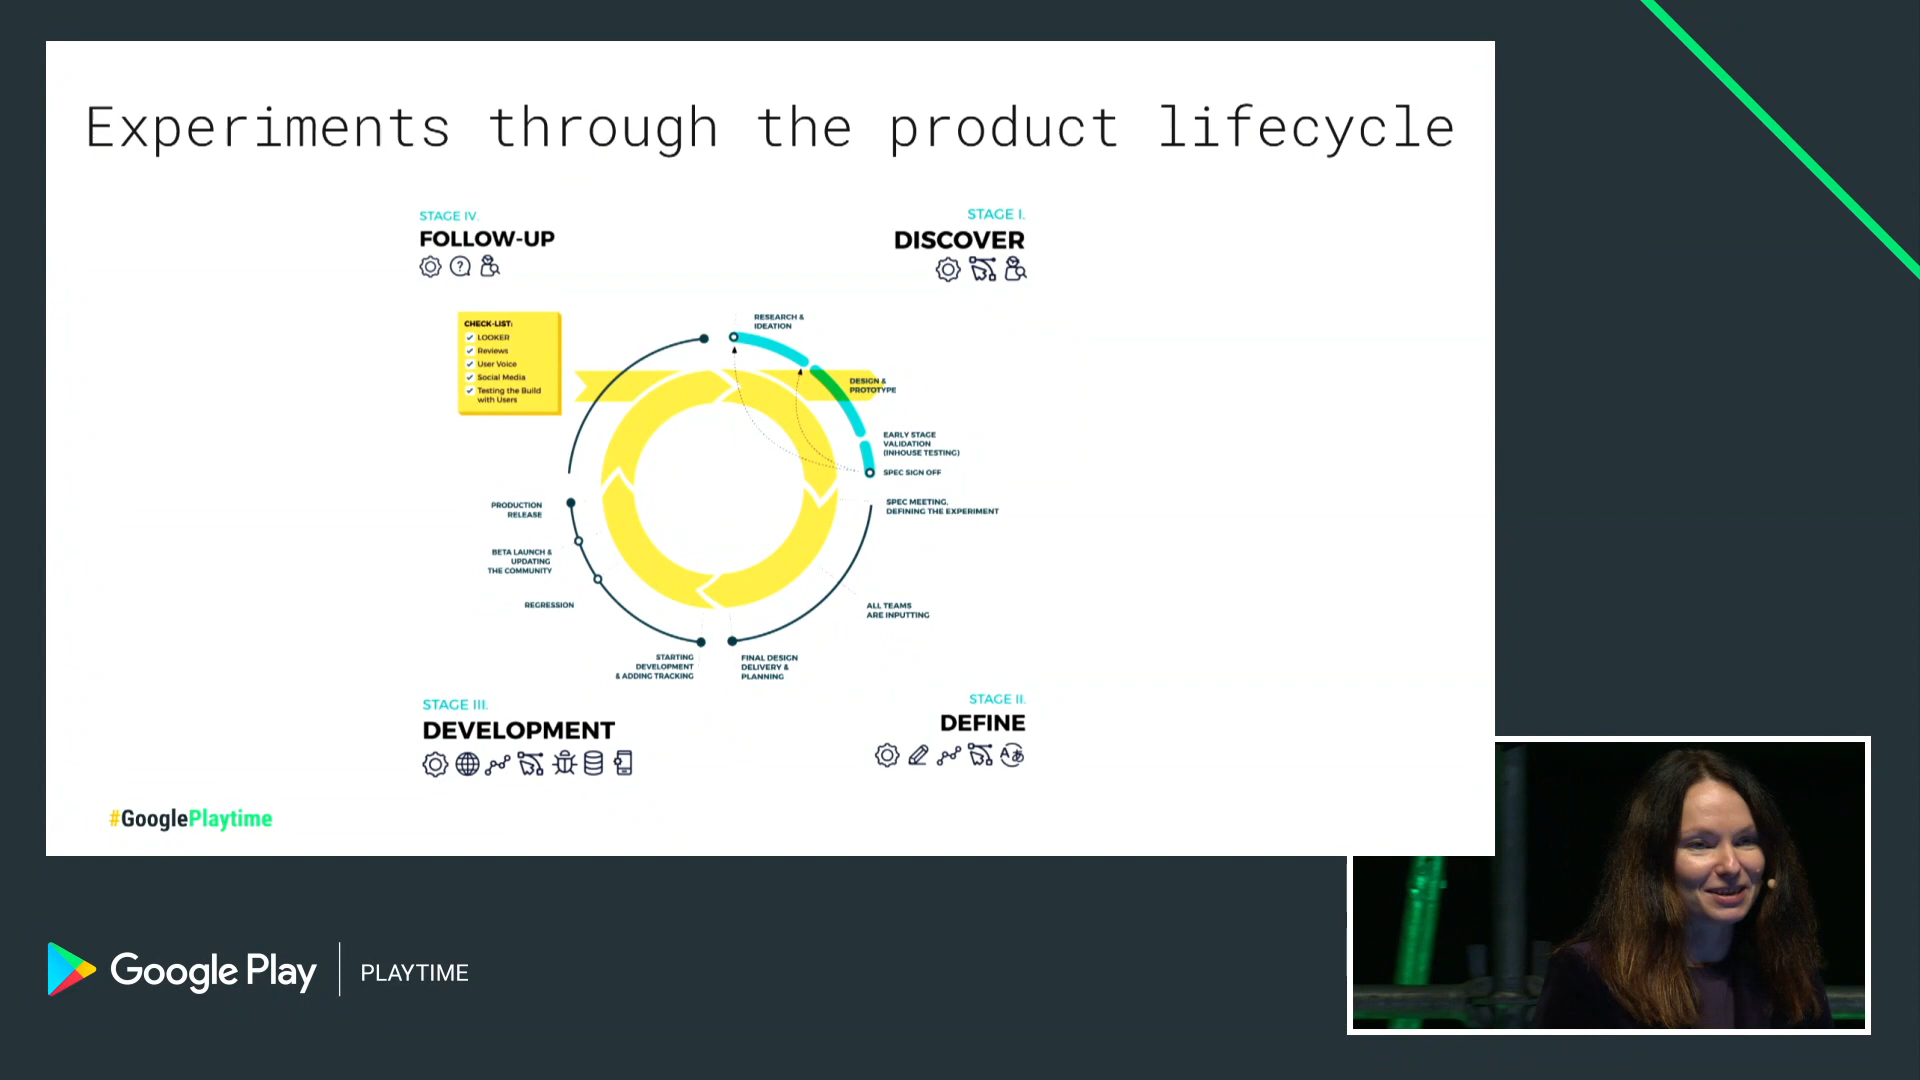 Experiments through the product lifecycle
STAGE IV.
FOLLOW-UP
STAGE I.
DISCOVER
CHECK-LIST:
LOOKER
Reviews
User Voice
Social Media
Testing the Build
with Users
RESEARCH &
IDEATION
DESIGN &
PROTOTYPE
EARLY STAGE
VALIDATION
(INHOUSE TESTING)
SPEC SIGN OFF
SPEC MEETING,
DEFINING THE EXPERIMENT
ALL TEAMS
ARE INPUTTING
FINAL DESIGN
DELIVERY &
PLANNING
STARTING
DEVELOPMENT
& ADDING TRACKING
REGRESSION
BETA LAUNCH &
UPDATING
THE COMMUNITY
PRODUCTION
RELEASE
STAGE III.
DEVELOPMENT
STAGE II.
DEFINE
#GooglePlaytime
Google Play | PLAYTIME